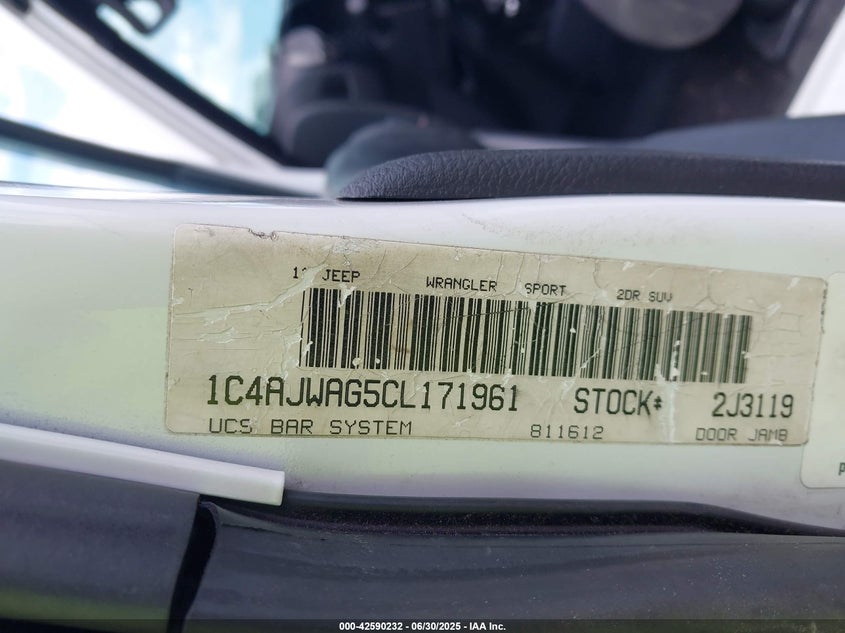 JEEP WRANGLER SPORT 2DR SUV
1C4AJWAG5CL171961 STOCK# 2J3119
UCS BAR SYSTEM 811612 DOOR JAMB
P
000-42590232 - 06/30/2025 - IAA Inc.